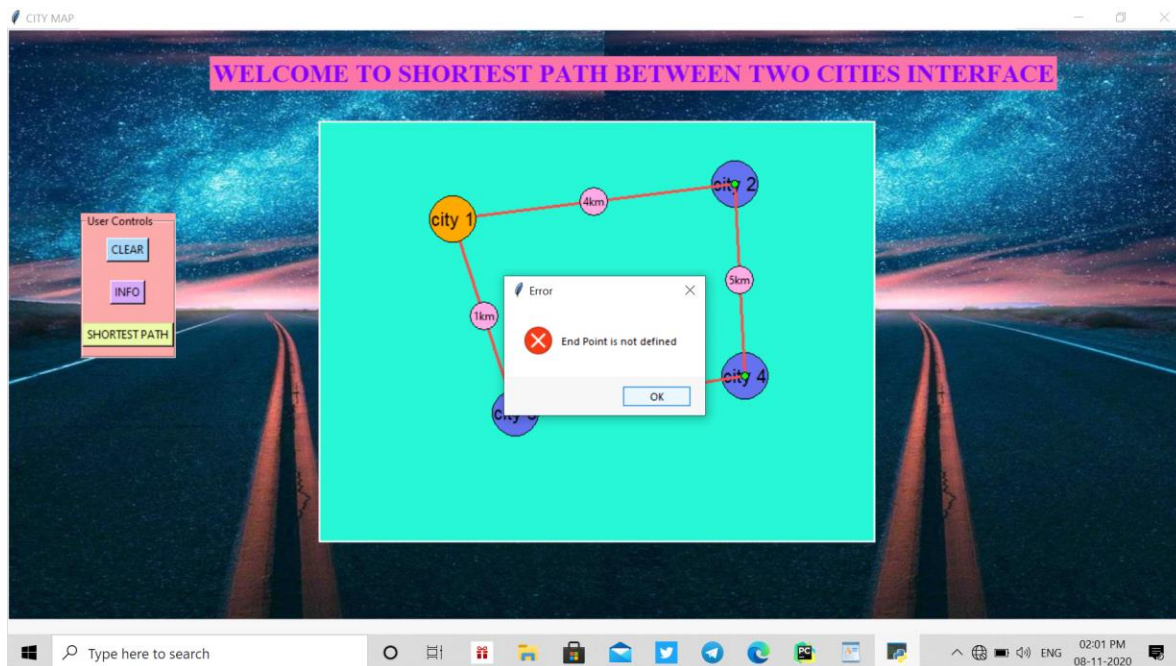 CITY MAP
WELCOME TO SHORTEST PATH BETWEEN TWO CITIES INTERFACE
city 2
4km
city 1
User Controls
CLEAR
5km
Error
INFO
1km
SHORTEST PATH
End Point is not defined
city 4
OK
city
Type here to search
PC
ENG
02:01 PM
08-11-2020